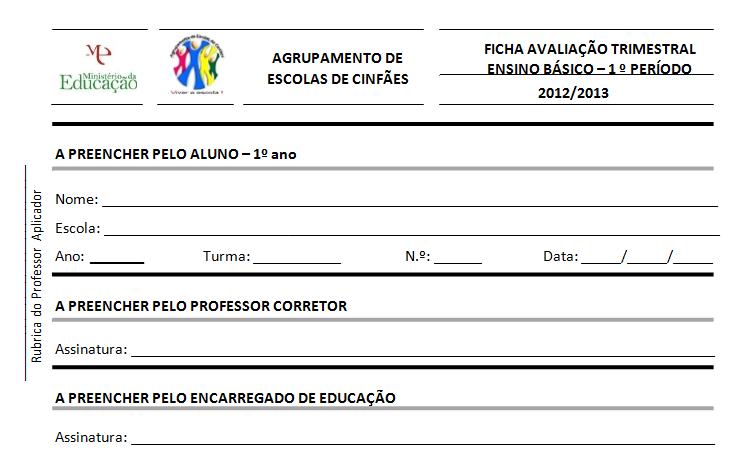 Ministério da
Educação
Viver a escola !
AGRUPAMENTO DE
ESCOLAS DE CINFÃES
FICHA AVALIAÇÃO TRIMESTRAL
ENSINO BÁSICO – 1 º PERÍODO
2012/2013
A PREENCHER PELO ALUNO – 1º ano
Nome:
Escola:
Ano: Turma: N.º: Data: / /
A PREENCHER PELO PROFESSOR CORRETOR
Assinatura:
A PREENCHER PELO ENCARREGADO DE EDUCAÇÃO
Assinatura:
Rubrica do Professor Aplicador